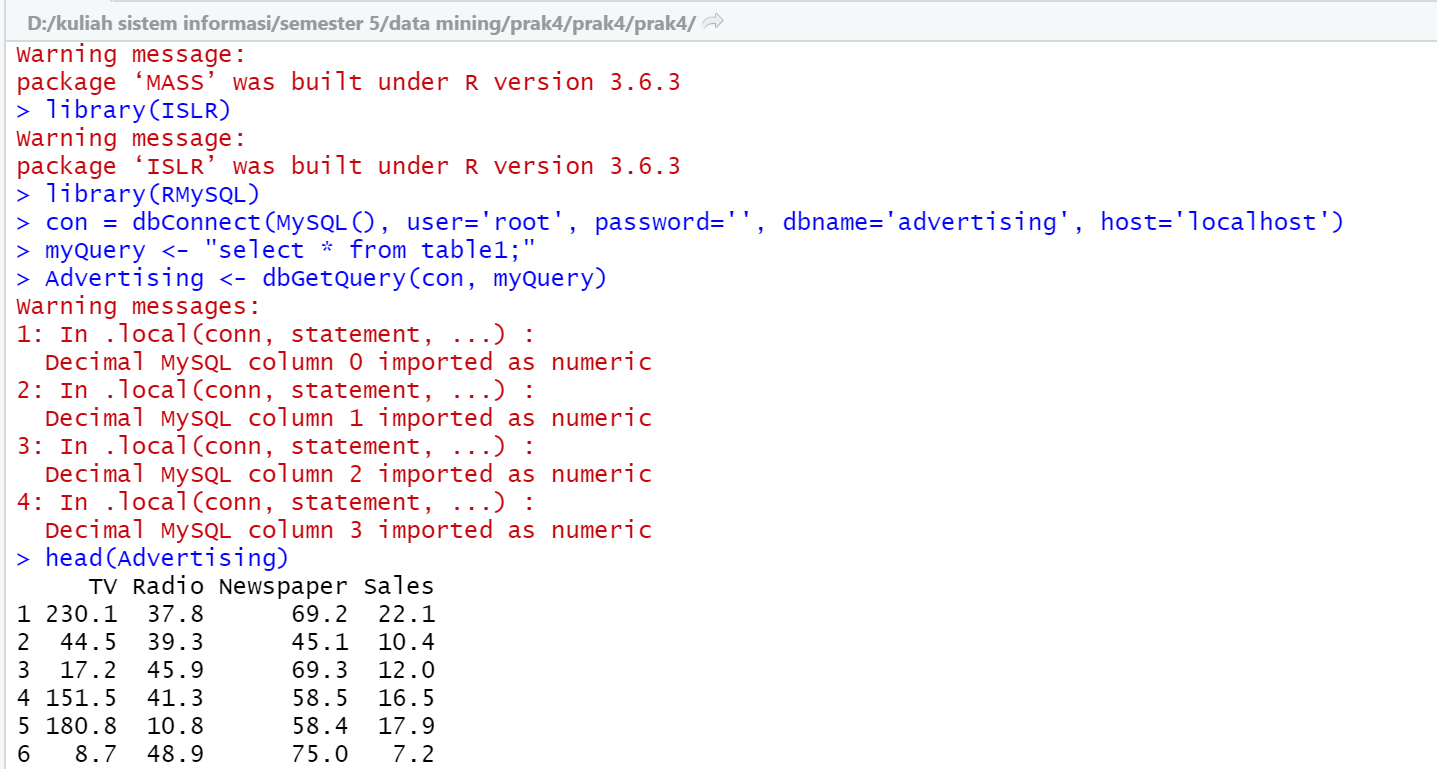 D:/kuliah sistem informasi/semester 5/data mining/prak4/prak4/prak4/
Warning message:
package ‘MASS’ was built under R version 3.6.3
> library(ISLR)
Warning message:
package ‘ISLR’ was built under R version 3.6.3
> library(RMySQL)
> con = dbConnect(MySQL(), user='root', password='', dbname='advertising', host='localhost')
> myQuery <- "select * from table1;"
> Advertising <- dbGetQuery(con, myQuery)
Warning messages:
1: In .local(conn, statement, ...) :
  Decimal MySQL column 0 imported as numeric
2: In .local(conn, statement, ...) :
  Decimal MySQL column 1 imported as numeric
3: In .local(conn, statement, ...) :
  Decimal MySQL column 2 imported as numeric
4: In .local(conn, statement, ...) :
  Decimal MySQL column 3 imported as numeric
> head(Advertising)
     TV Radio Newspaper Sales
1 230.1  37.8      69.2  22.1
2  44.5  39.3      45.1  10.4
3  17.2  45.9      69.3  12.0
4 151.5  41.3      58.5  16.5
5 180.8  10.8      58.4  17.9
6   8.7  48.9      75.0   7.2